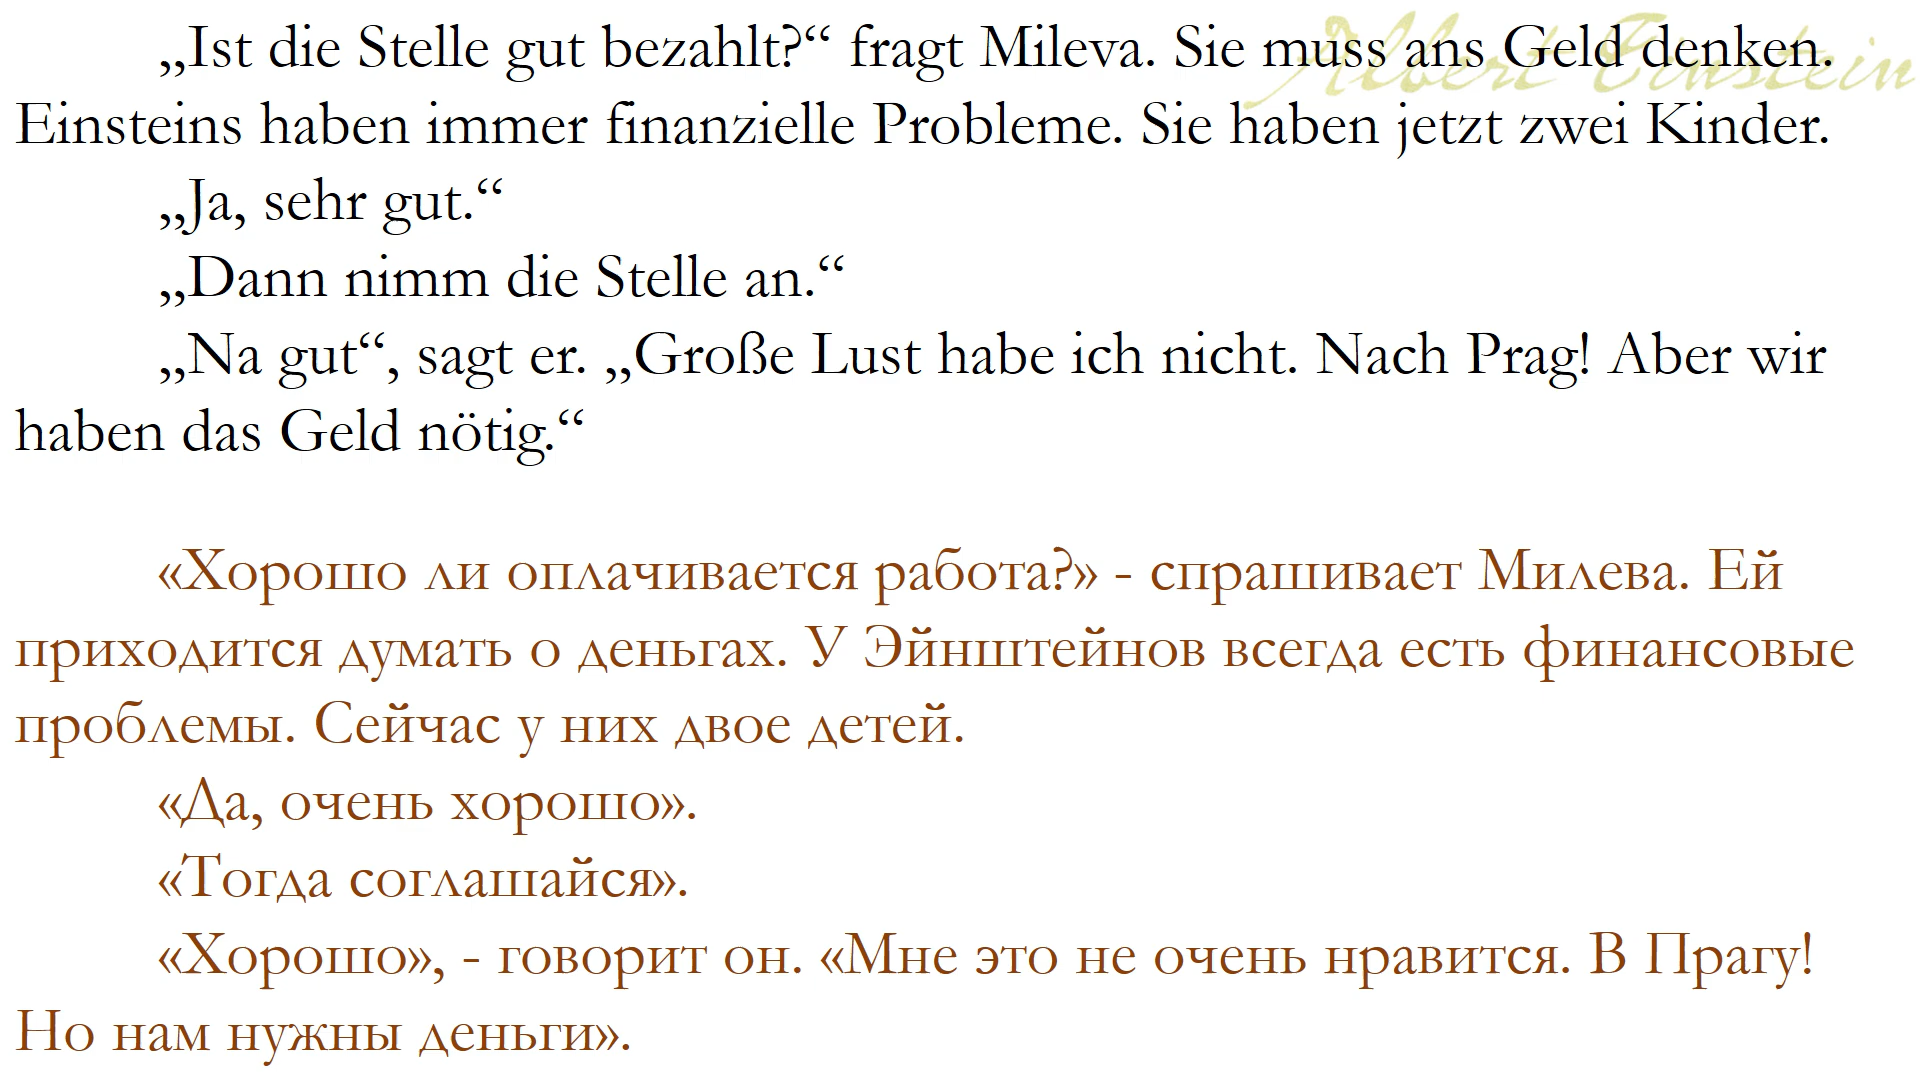 Albert Einstein
„Ist die Stelle gut bezahlt?“ fragt Mileva. Sie muss ans Geld denken.
Einsteins haben immer finanzielle Probleme. Sie haben jetzt zwei Kinder.
„Ja, sehr gut.“
„Dann nimm die Stelle an.“
„Na gut“, sagt er. „Große Lust habe ich nicht. Nach Prag! Aber wir
haben das Geld nötig.“
«Хорошо ли оплачивается работа?» - спрашивает Милева. Ей
приходится думать о деньгах. У Эйнштейнов всегда есть финансовые
проблемы. Сейчас у них двое детей.
«Да, очень хорошо».
«Тогда соглашайся».
«Хорошо», - говорит он. «Мне это не очень нравится. В Прагу!
Но нам нужны деньги».